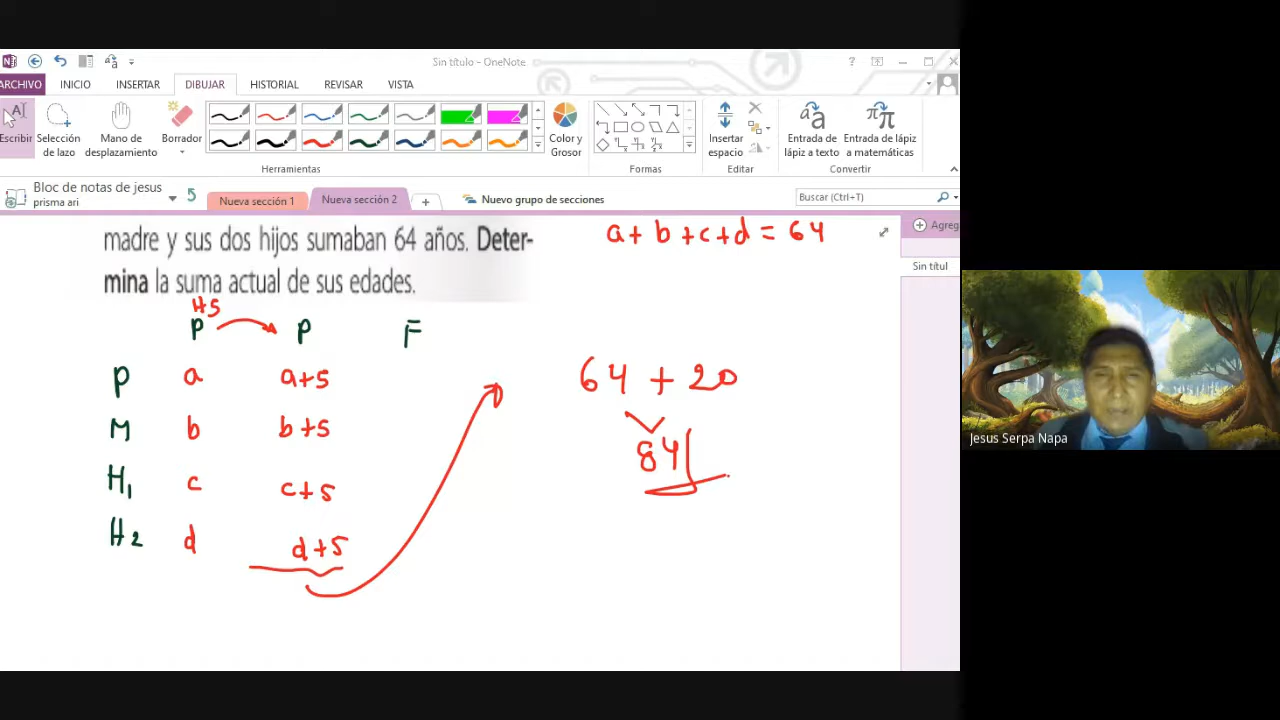 Sin título - OneNote
ARCHIVO INICIO INSERTAR DIBUJAR HISTORIAL REVISAR VISTA
Escribir
Selección de lazo
Mano de desplazamiento
Borrador
Color y Grosor
Insertar espacio
Entrada de lápiz a texto
Entrada de lápiz a matemáticas
Herramientas Formas Editar Convertir
Bloc de notas de jesus
prisma ari
Nueva sección 1 Nueva sección 2 + Nuevo grupo de secciones
Buscar (Ctrl+T)
Agreg
Sin títul
madre y sus dos hijos sumaban 64 años. Deter-
mina la suma actual de sus edades.
a + b + c + d = 64
H5
P P F
P a a+5
M b b+5
H1 c c+5
H2 d d+5
64 + 20
84
Jesus Serpa Napa